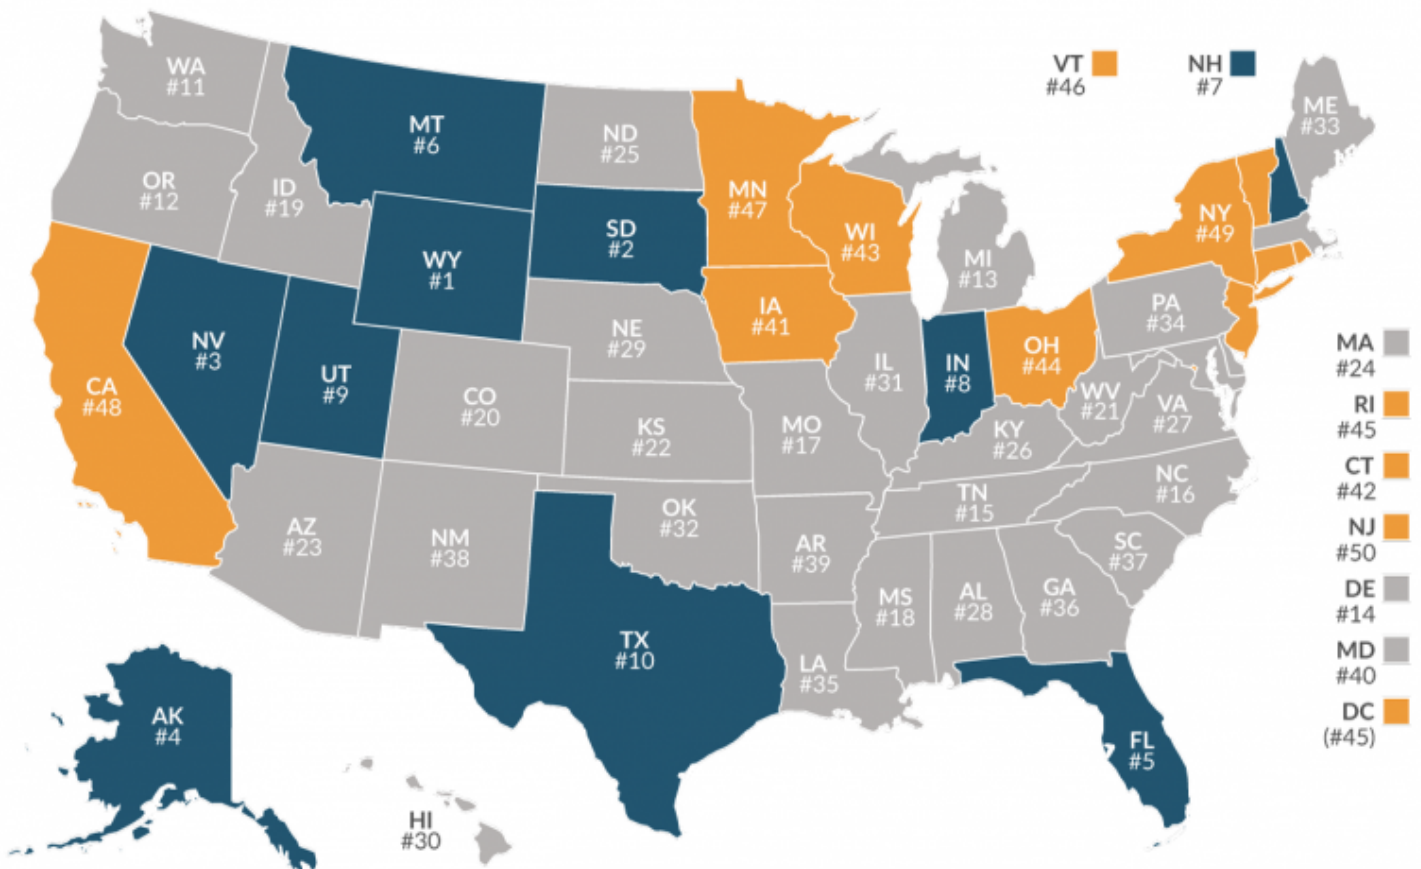 VT
#46
NH
#7
WA
#11
ME
#33
MT
#6
ND
#25
OR
#12
ID
#19
MN
#47
NY
#49
SD
#2
WI
#43
WY
#1
MI
#13
IA
#41
PA
#34
NE
#29
NV
#3
MA
#24
OH
#44
IL
#31
IN
#8
UT
#9
CA
#48
CO
#20
WV
#21
VA
#27
RI
#45
KS
#22
MO
#17
KY
#26
CT
#42
NC
#16
TN
#15
OK
#32
AZ
#23
NM
#38
AR
#39
SC
#37
NJ
#50
MS
#18
AL
#28
GA
#36
DE
#14
TX
#10
LA
#35
MD
#40
AK
#4
DC
(#45)
FL
#5
HI
#30